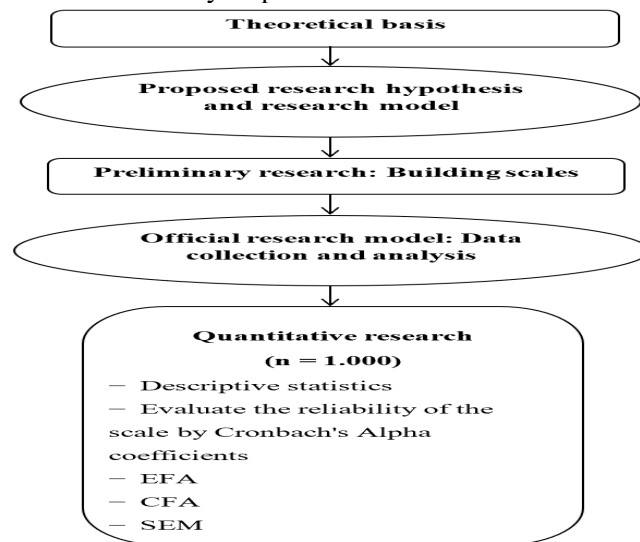 Theoretical basis
Proposed research hypothesis
and research model
Preliminary research: Building scales
Official research model: Data
collection and analysis
Quantitative research
(n = 1.000)
− Descriptive statistics
− Evaluate the reliability of the
scale by Cronbach's Alpha
coefficients
− EFA
− CFA
− SEM